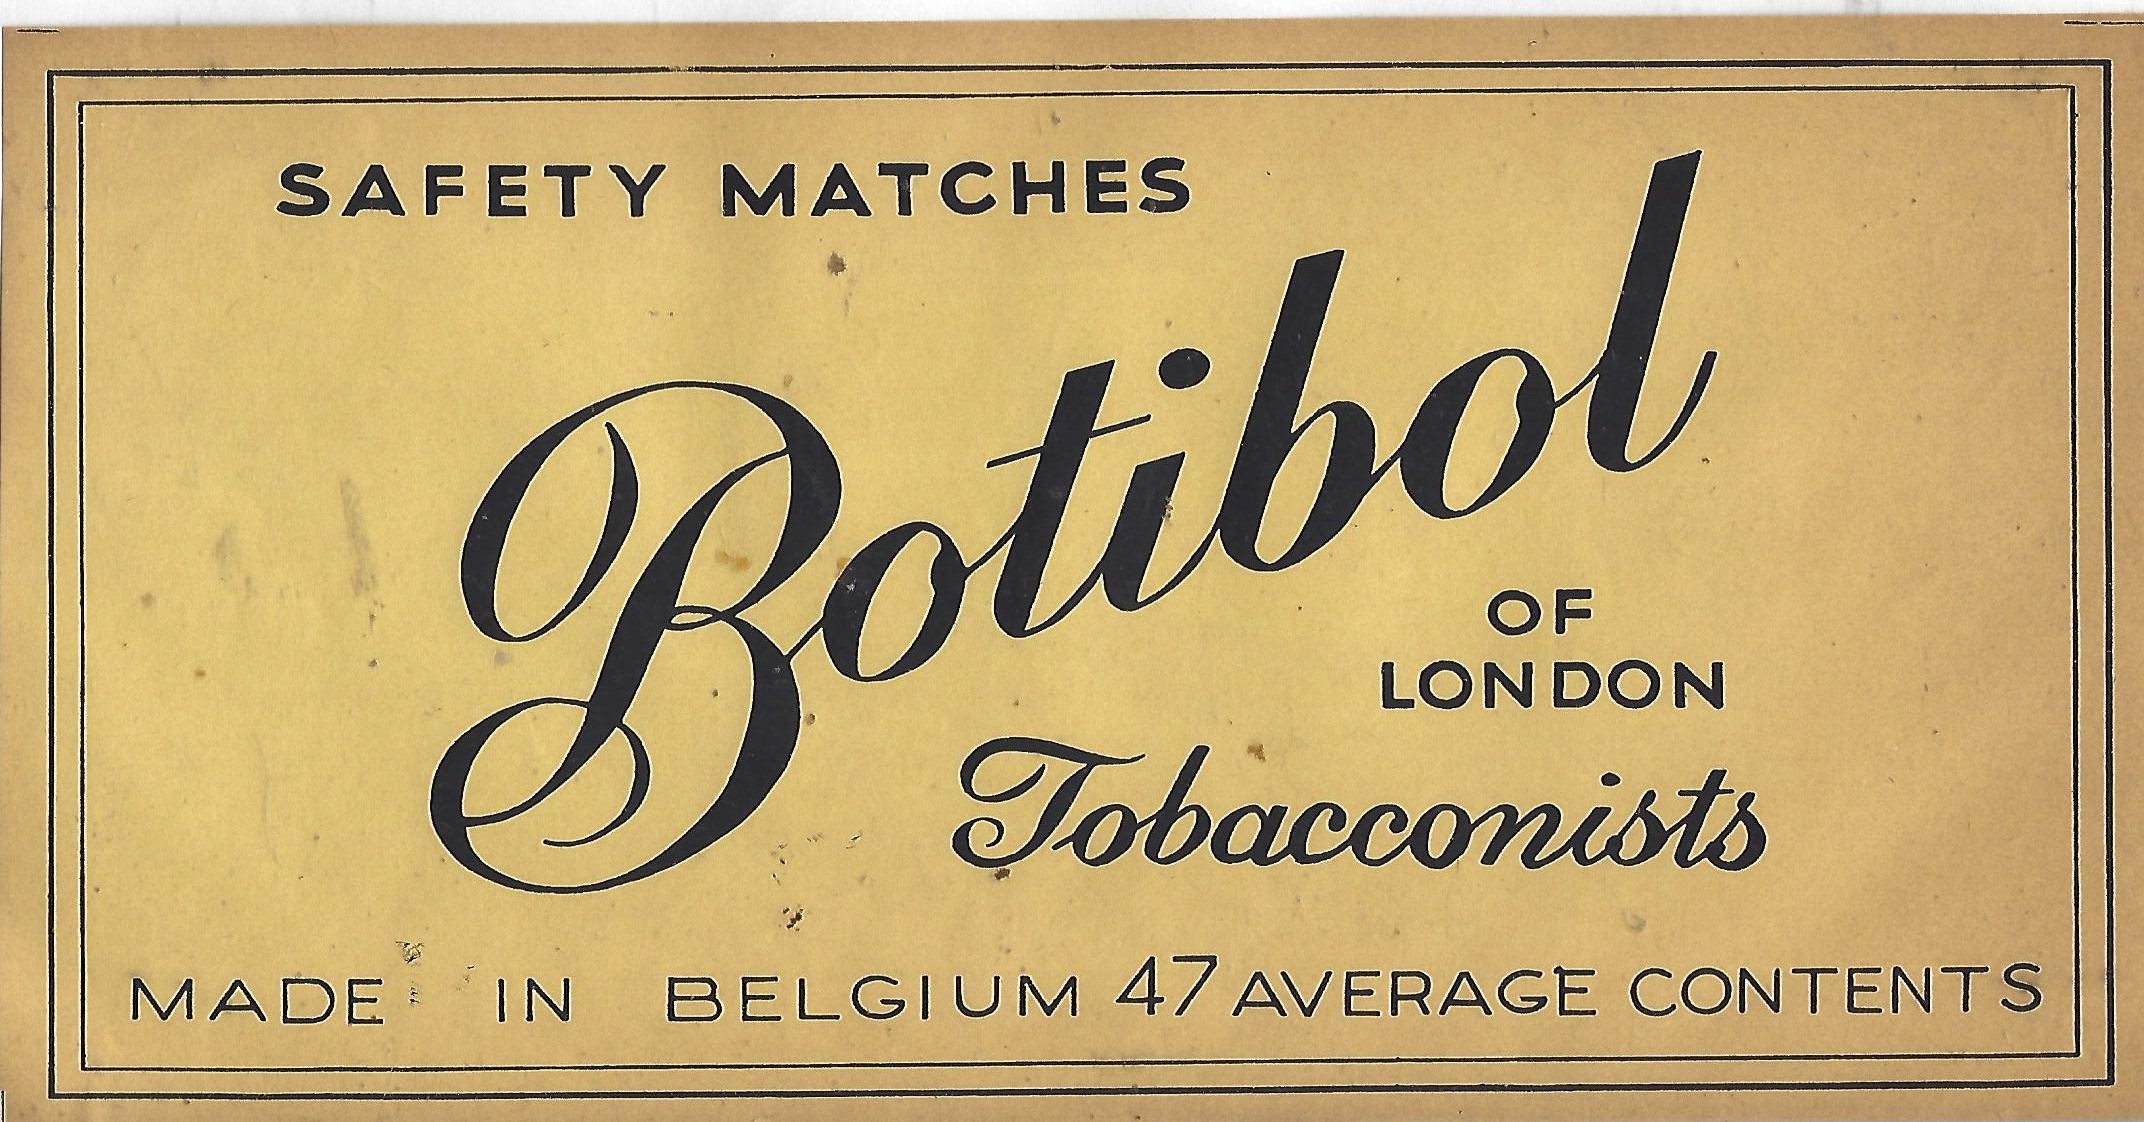 SAFETY MATCHES
Botibol
OF
LONDON
Tobacconists
MADE IN BELGIUM 47 AVERAGE CONTENTS